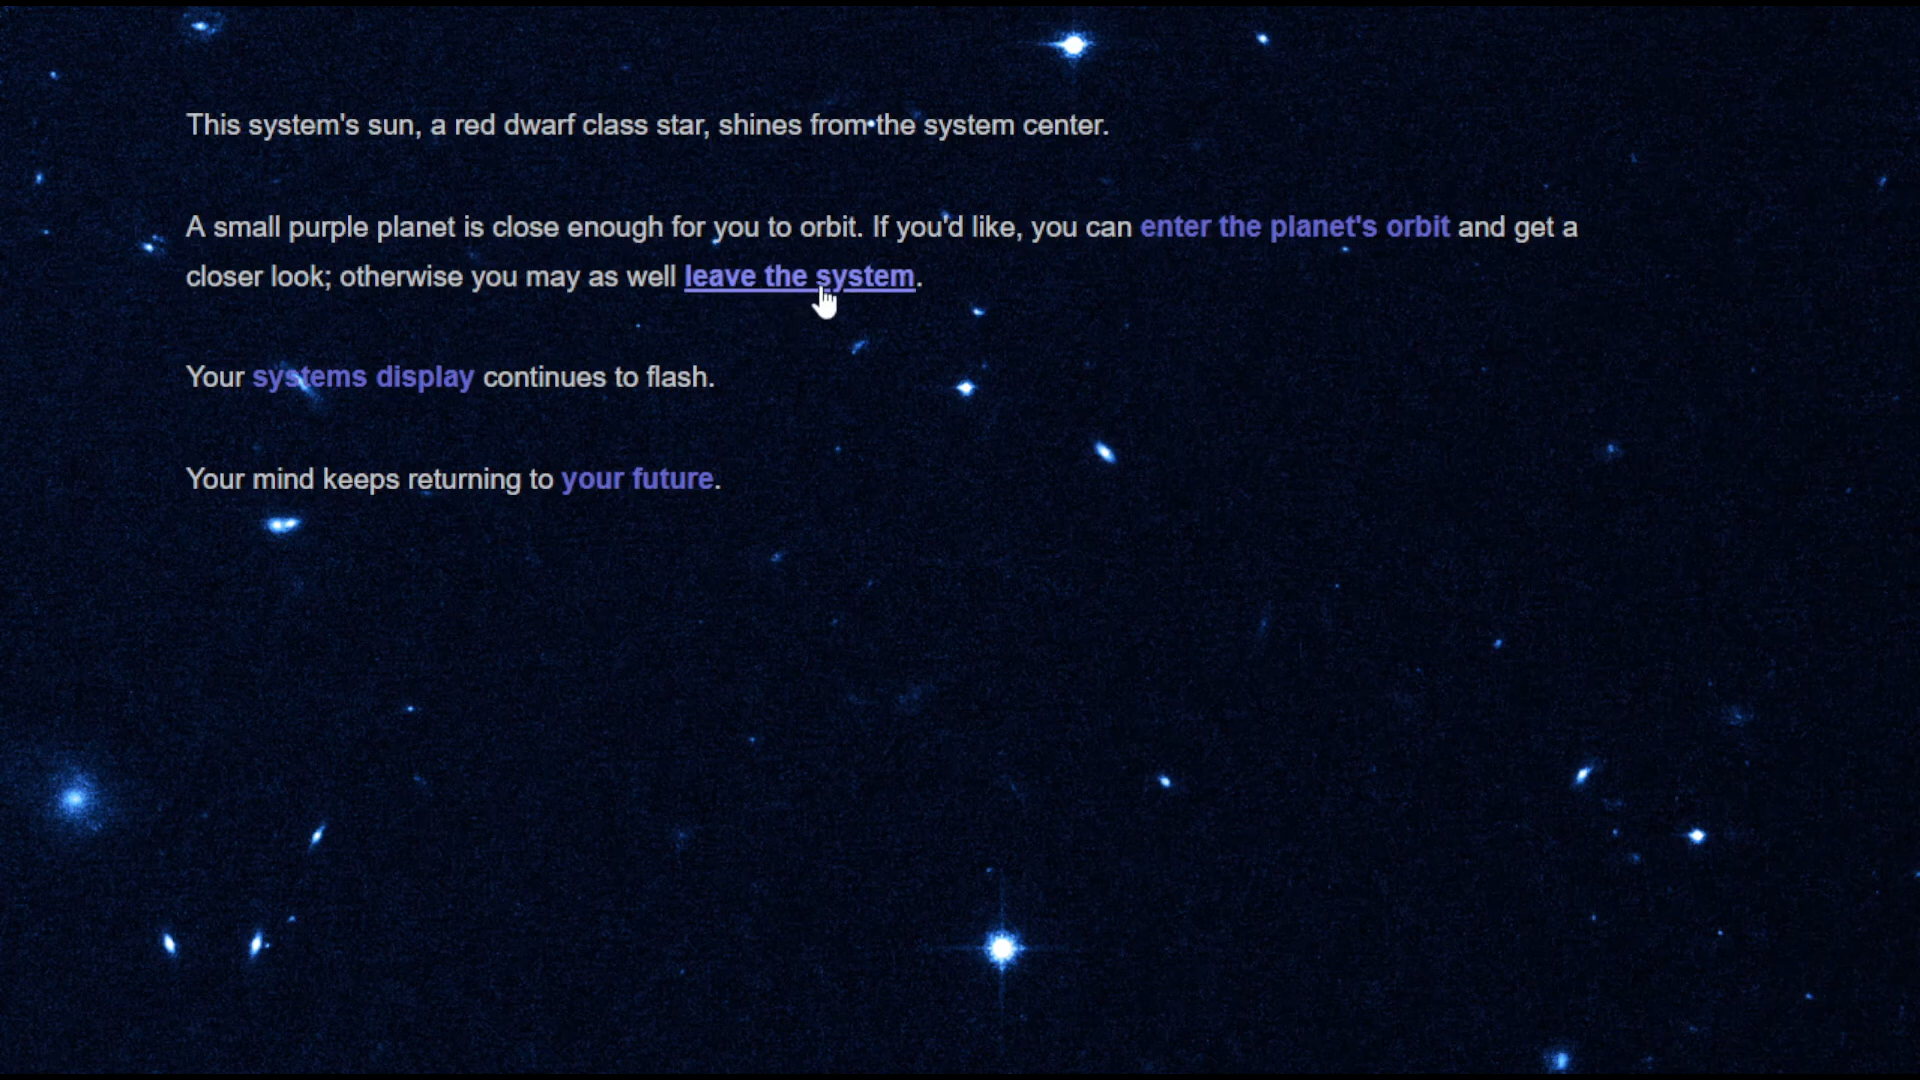 This system's sun, a red dwarf class star, shines from the system center.
A small purple planet is close enough for you to orbit. If you'd like, you can enter the planet's orbit and get a
closer look; otherwise you may as well leave the system.
Your systems display continues to flash.
Your mind keeps returning to your future.